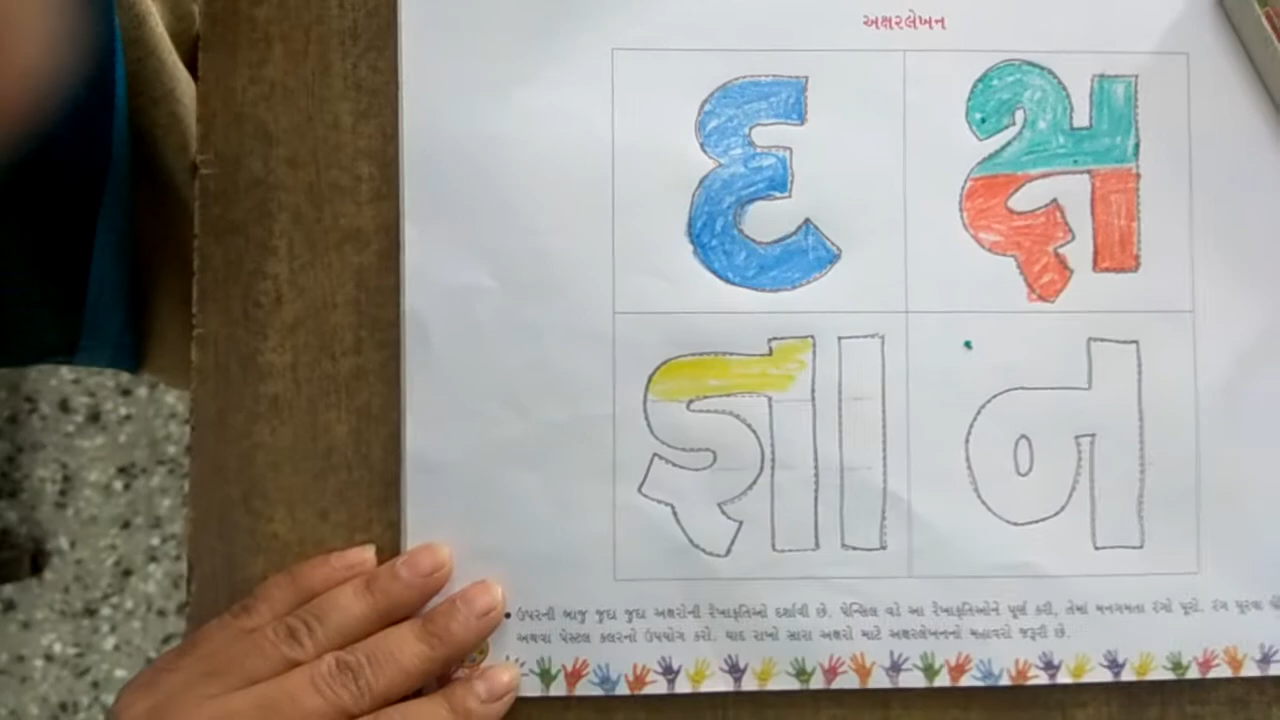 અક્ષરલેખન
દ ક્ષ
જ્ઞા ન
• ઉપરની બાજુ જુદા જુદા અક્ષરોની રેખાકૃતિઓ દર્શાવી છે. પેન્સિલ વડે આ રેખાકૃતિઓને પૂર્ણ કરી, તેમાં મનગમતા રંગો પૂરો. રંગ પૂરવા
અથવા પેસ્ટલ કલરનો ઉપયોગ કરો. યાદ રાખો સારા અક્ષરો માટે અક્ષરલેખનનો મહાવરો જરૂરી છે.